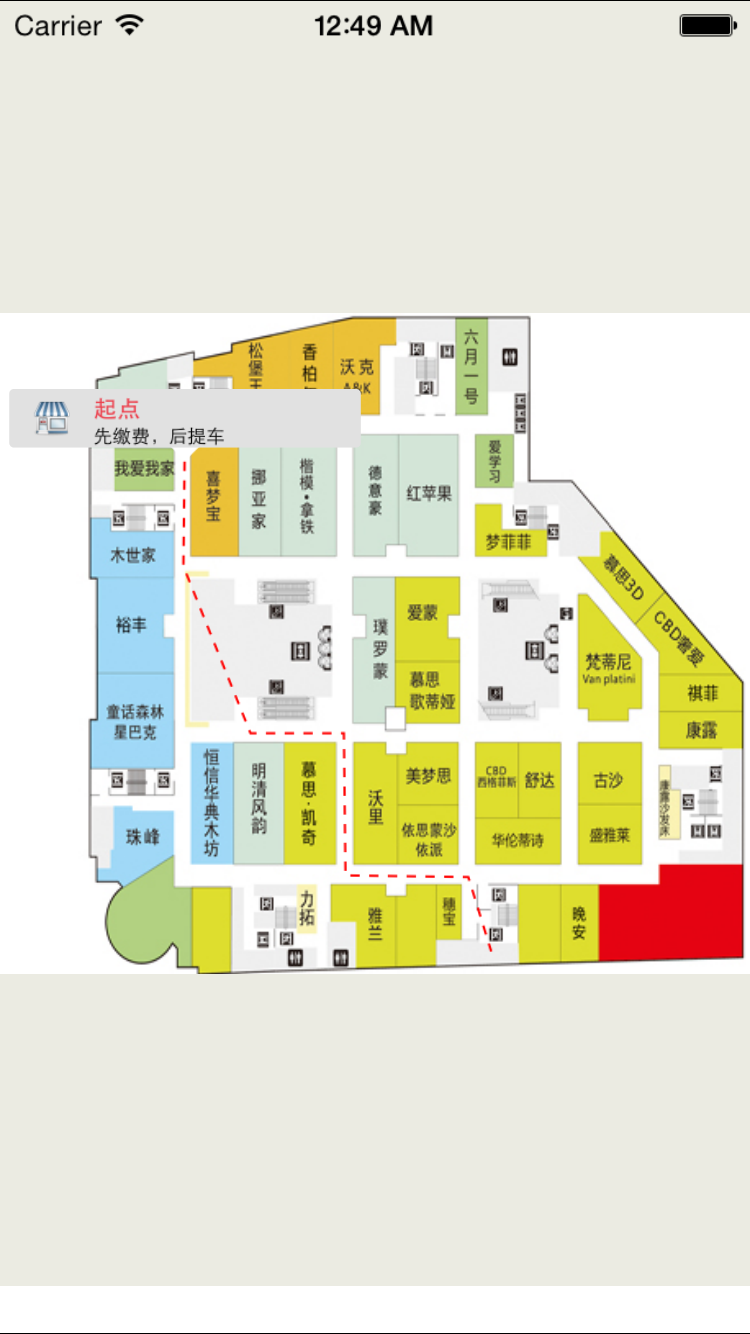 Carrier
12:49 AM
松堡王
香柏
沃克
A&K
六月一号
起点
先缴费，后提车
我爱我家
喜梦宝
挪亚家
楷模·拿铁
德意豪
红苹果
爱学习
梦菲菲
木世家
慕思3D
CBD奢爱
裕丰
璞罗蒙
爱蒙
慕思
歌蒂娅
梵蒂尼
Van platini
祺菲
康露
童话森林
星巴克
恒信华典木坊
明清风韵
慕思·凯奇
沃里
美梦思
依思蒙沙
依派
CBD
西格菲斯
舒达
华伦蒂诗
古沙
盛雅莱
康露沙发床
珠峰
力拓
雅兰
穗宝
晚安